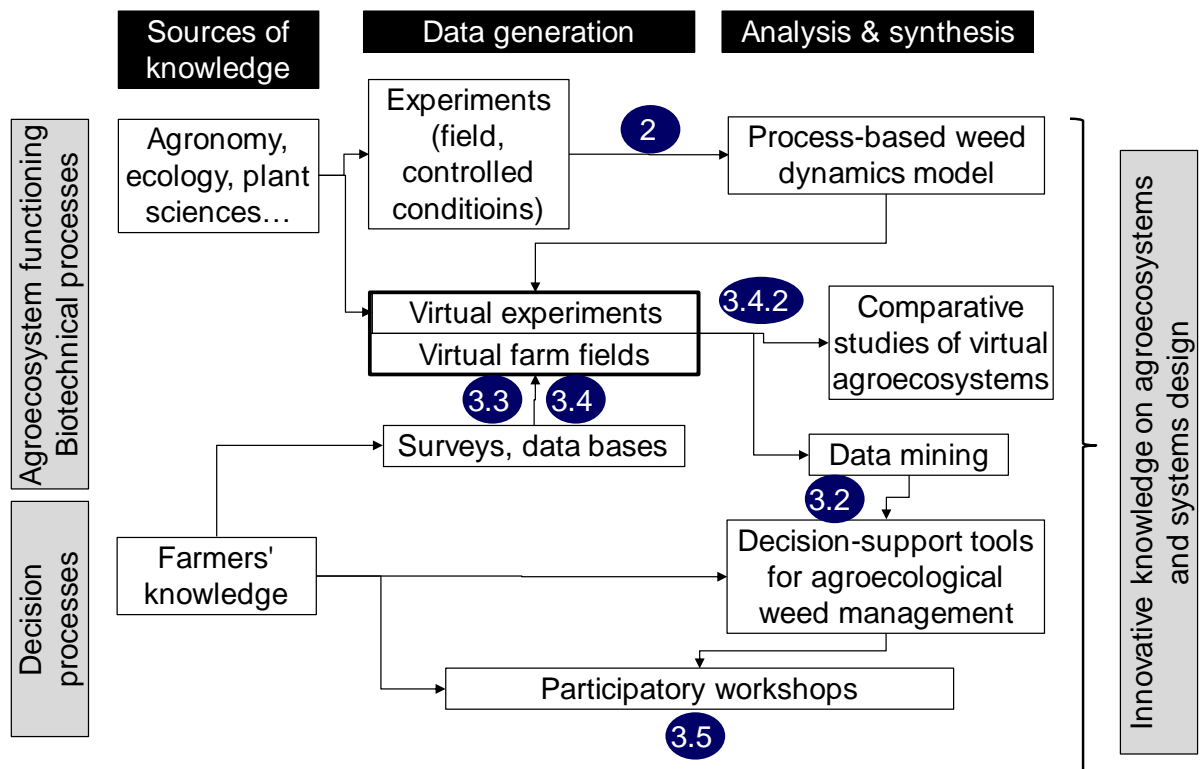 Sources of
knowledge
Data generation
Analysis & synthesis
Agroecosystem functioning
Biotechnical processes
Agronomy,
ecology, plant
sciences…
Experiments
(field,
controlled
conditioins)
2
Process-based weed
dynamics model
Virtual experiments
Virtual farm fields
3.4.2
Comparative
studies of virtual
agroecosystems
3.3
3.4
Surveys, data bases
Data mining
3.2
Decision
processes
Farmers'
knowledge
Decision-support tools
for agroecological
weed management
Participatory workshops
3.5
Innovative knowledge on agroecosystems
and systems design